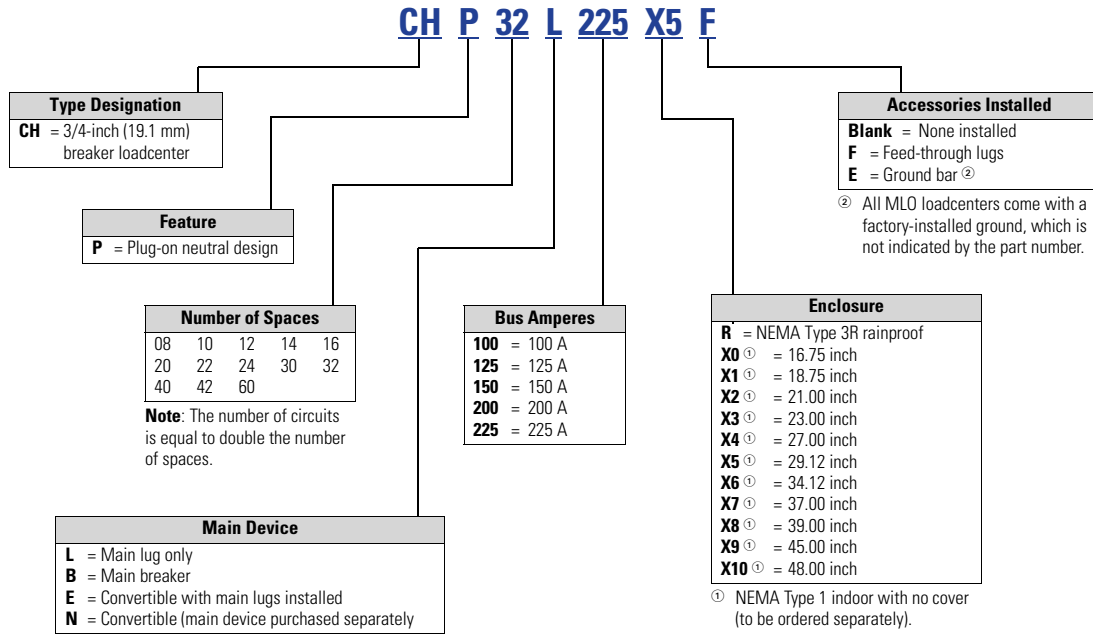 CH P 32 L 225 X5 F
Type Designation
CH = 3/4-inch (19.1 mm)
breaker loadcenter
Feature
P = Plug-on neutral design
Number of Spaces
08 10 12 14 16
20 22 24 30 32
40 42 60
Note: The number of circuits
is equal to double the number
of spaces.
Main Device
L = Main lug only
B = Main breaker
E = Convertible with main lugs installed
N = Convertible (main device purchased separately
Bus Amperes
100 = 100 A
125 = 125 A
150 = 150 A
200 = 200 A
225 = 225 A
Enclosure
R = NEMA Type 3R rainproof
X0 ① = 16.75 inch
X1 ① = 18.75 inch
X2 ① = 21.00 inch
X3 ① = 23.00 inch
X4 ① = 27.00 inch
X5 ① = 29.12 inch
X6 ① = 34.12 inch
X7 ① = 37.00 inch
X8 ① = 39.00 inch
X9 ① = 45.00 inch
X10 ① = 48.00 inch
① NEMA Type 1 indoor with no cover
(to be ordered separately).
Accessories Installed
Blank = None installed
F = Feed-through lugs
E = Ground bar ②
② All MLO loadcenters come with a
factory-installed ground, which is
not indicated by the part number.